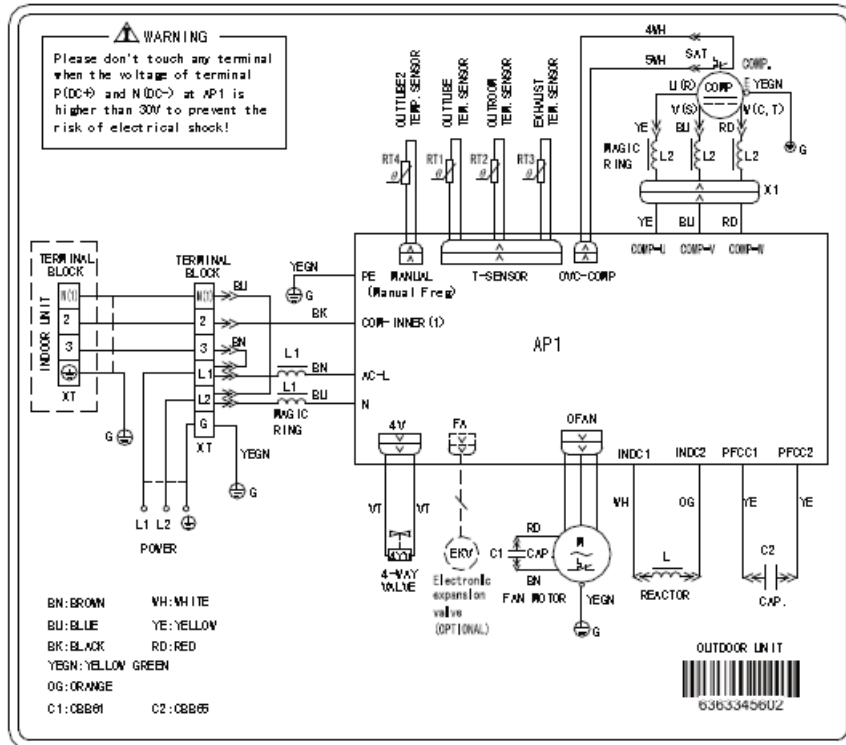 WARNING
Please don't touch any terminal
when the voltage of terminal
P(DC+) and N(DC-) at AP1 is
higher than 30V to prevent the
risk of electrical shock!
OUTTUBE2
TEMP. SENSOR
OUTTUBE
TEM. SENSOR
OUTROOM
TEM. SENSOR
EXHAUST
TEM. SENSOR
RT4
RT1
RT2
RT3
θ
θ
θ
θ
4WH
5WH
SAT
COMP.
COMP
U(R)
V(S)
W(C,T)
YEGN
G
YE
BU
RD
MAGIC
RING
L2
L2
L2
X1
YE
BU
RD
COMP-U
COMP-V
COMP-W
YEGN
G
PE
MANUAL
(Manual Freg)
T-SENSOR
OVC-COMP
INDOOR UNIT
TERMINAL
BLOCK
N(1)
2
3
XT
G
TERMINAL
BLOCK
N(1)
2
3
L1
L2
G
XT
BU
BK
COM-INNER(1)
BN
L1
BN
AC-L
L1
BU
N
MAGIC
RING
YEGN
G
L1
L2
POWER
AP1
4V
FA
OFAN
INDC1
INDC2
PFCC1
PFCC2
VT
VT
4YV
4-WAY
VALVE
EKV
Electronic
expansion
valve
(OPTIONAL)
RD
C1
CAP.
BN
M
FAN MOTOR
YEGN
G
WH
OG
L
REACTOR
YE
YE
C2
CAP.
BN:BROWN
WH:WHITE
BU:BLUE
YE:YELLOW
BK:BLACK
RD:RED
YEGN:YELLOW GREEN
OG:ORANGE
C1:CBB61
C2:CBB65
OUTDOOR UNIT
6363345602